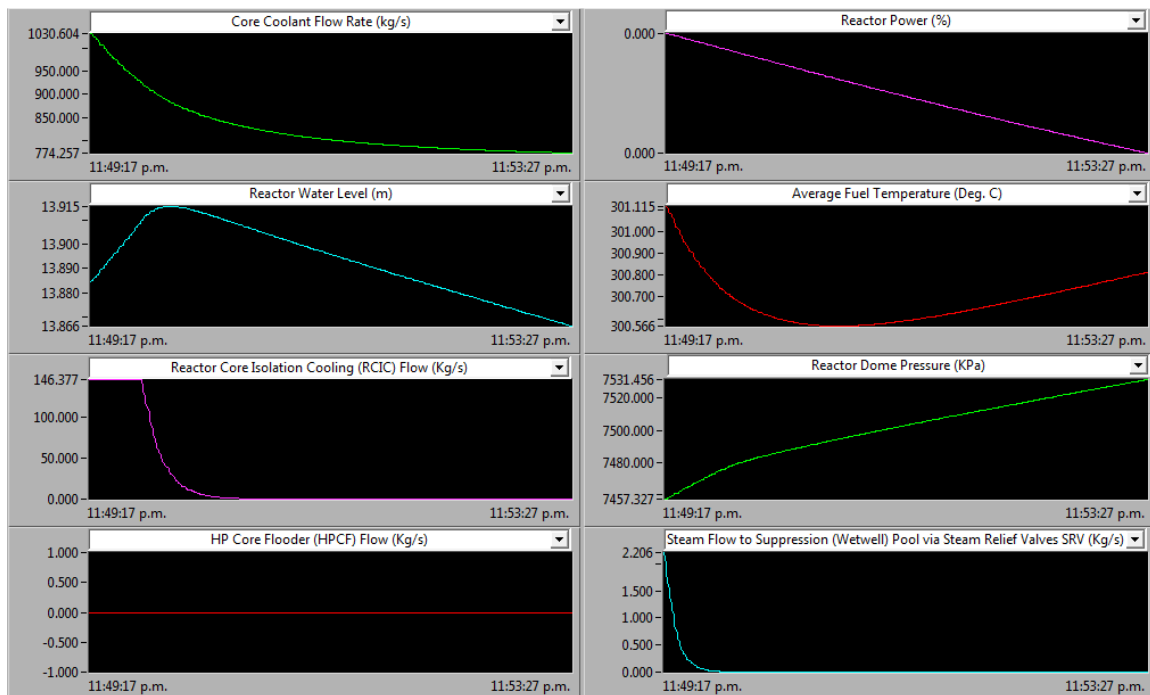 Core Coolant Flow Rate (kg/s)
1030.604
950.000
900.000
850.000
774.257
11:49:17 p.m. 11:53:27 p.m.
Reactor Power (%)
0.000
0.000
11:49:17 p.m. 11:53:27 p.m.
Reactor Water Level (m)
13.915
13.900
13.890
13.880
13.866
11:49:17 p.m. 11:53:27 p.m.
Average Fuel Temperature (Deg. C)
301.115
301.000
300.900
300.800
300.700
300.566
11:49:17 p.m. 11:53:27 p.m.
Reactor Core Isolation Cooling (RCIC) Flow (Kg/s)
146.377
100.000
50.000
0.000
11:49:17 p.m. 11:53:27 p.m.
Reactor Dome Pressure (KPa)
7531.456
7520.000
7500.000
7480.000
7457.327
11:49:17 p.m. 11:53:27 p.m.
HP Core Flooder (HPCF) Flow (Kg/s)
1.000
0.500
0.000
-0.500
-1.000
11:49:17 p.m. 11:53:27 p.m.
Steam Flow to Suppression (Wetwell) Pool via Steam Relief Valves SRV (Kg/s)
2.206
1.500
1.000
0.500
0.000
11:49:17 p.m. 11:53:27 p.m.